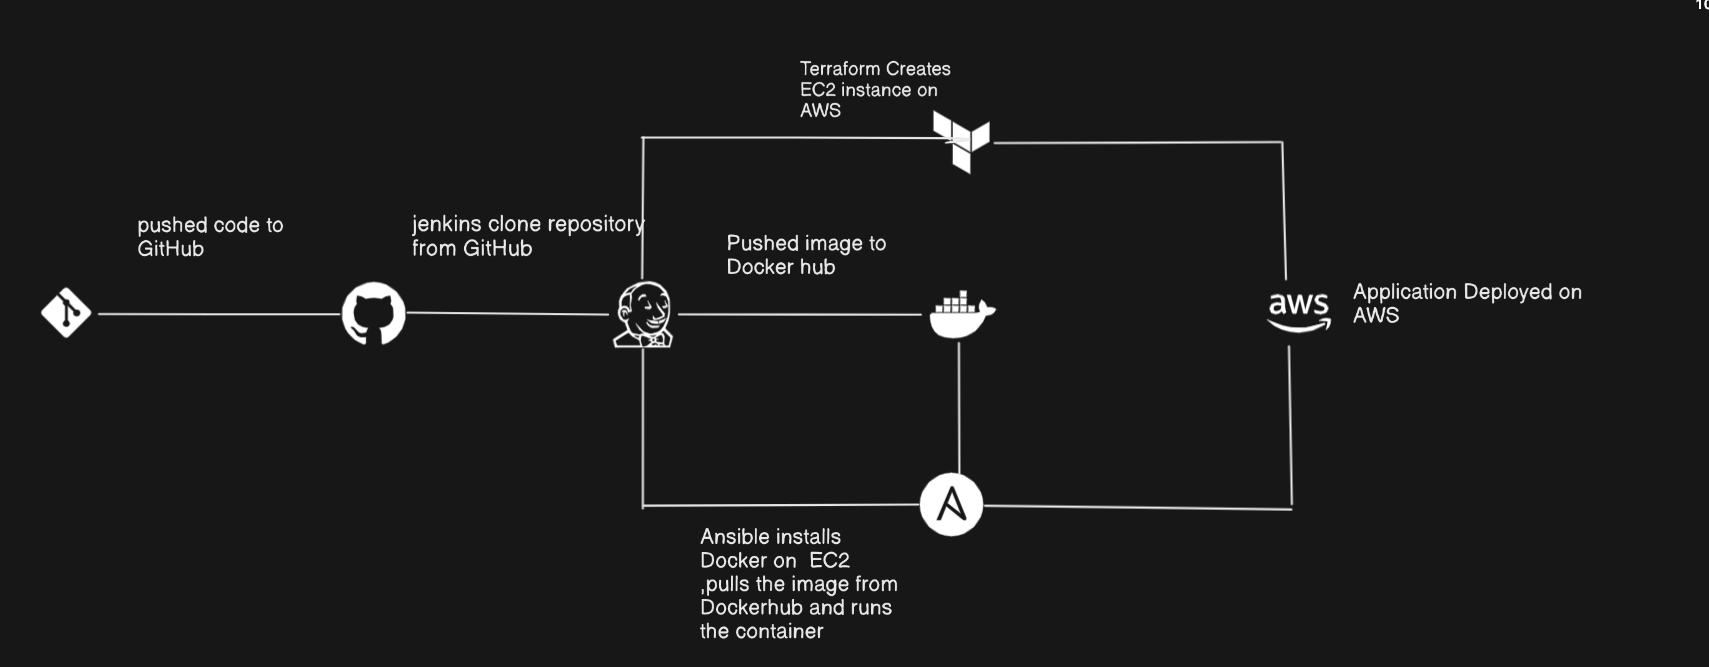 10
Terraform Creates
EC2 instance on
AWS
pushed code to
GitHub
jenkins clone repository
from GitHub
Pushed image to
Docker hub
aws
Application Deployed on
AWS
Ansible installs
Docker on  EC2
,pulls the image from
Dockerhub and runs
the container